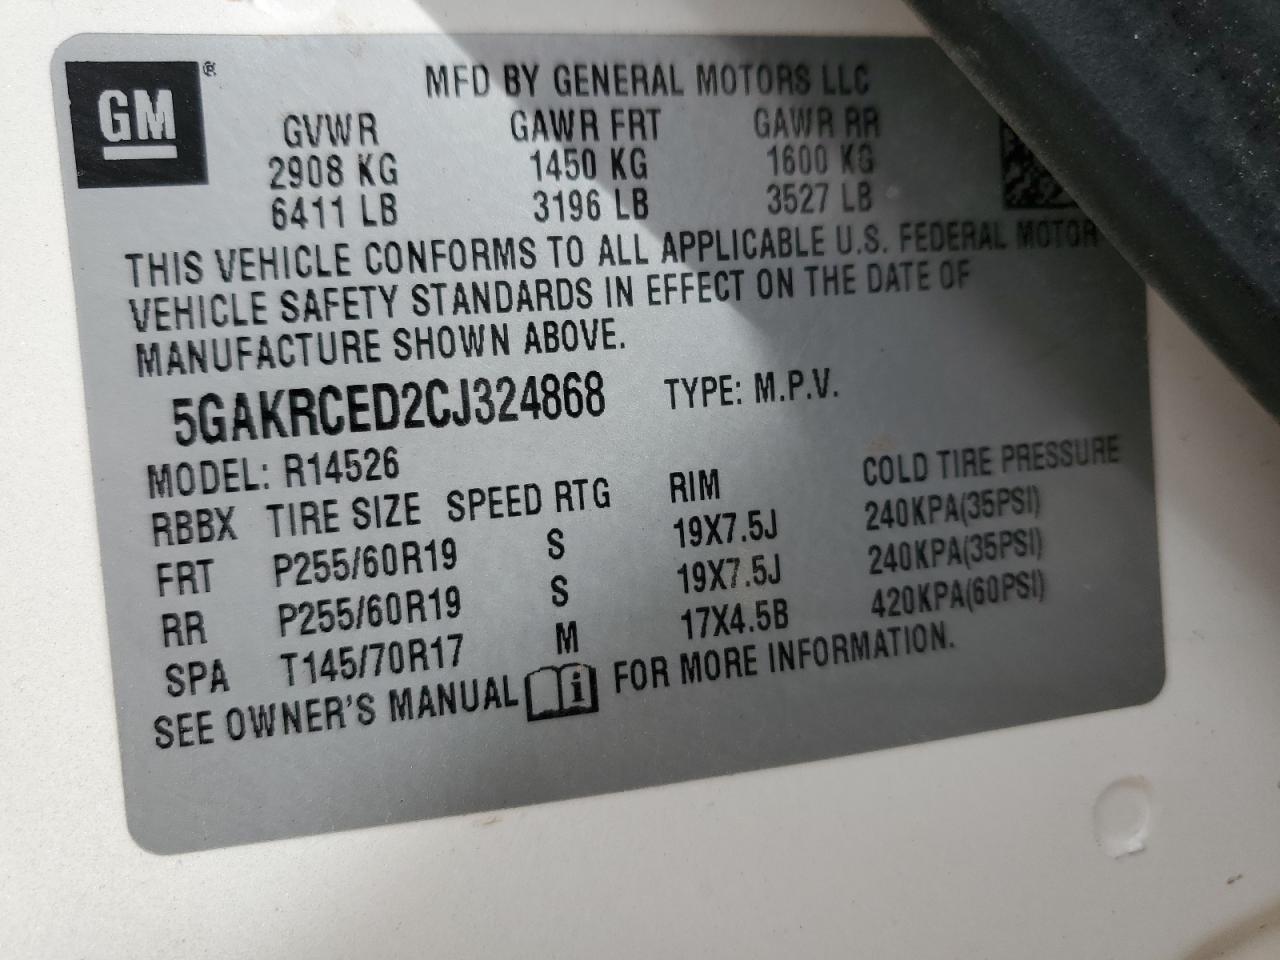 GM ®
MFD BY GENERAL MOTORS LLC
GVWR GAWR FRT GAWR RR
2908 KG 1450 KG 1600 KG
6411 LB 3196 LB 3527 LB
THIS VEHICLE CONFORMS TO ALL APPLICABLE U.S. FEDERAL MOTOR
VEHICLE SAFETY STANDARDS IN EFFECT ON THE DATE OF
MANUFACTURE SHOWN ABOVE.
5GAKRCED2CJ324868 TYPE: M.P.V.
MODEL: R14526
RBBX TIRE SIZE SPEED RTG RIM COLD TIRE PRESSURE
FRT P255/60R19 S 19X7.5J 240KPA(35PSI)
RR P255/60R19 S 19X7.5J 240KPA(35PSI)
SPA T145/70R17 M 17X4.5B 420KPA(60PSI)
SEE OWNER'S MANUAL i FOR MORE INFORMATION.